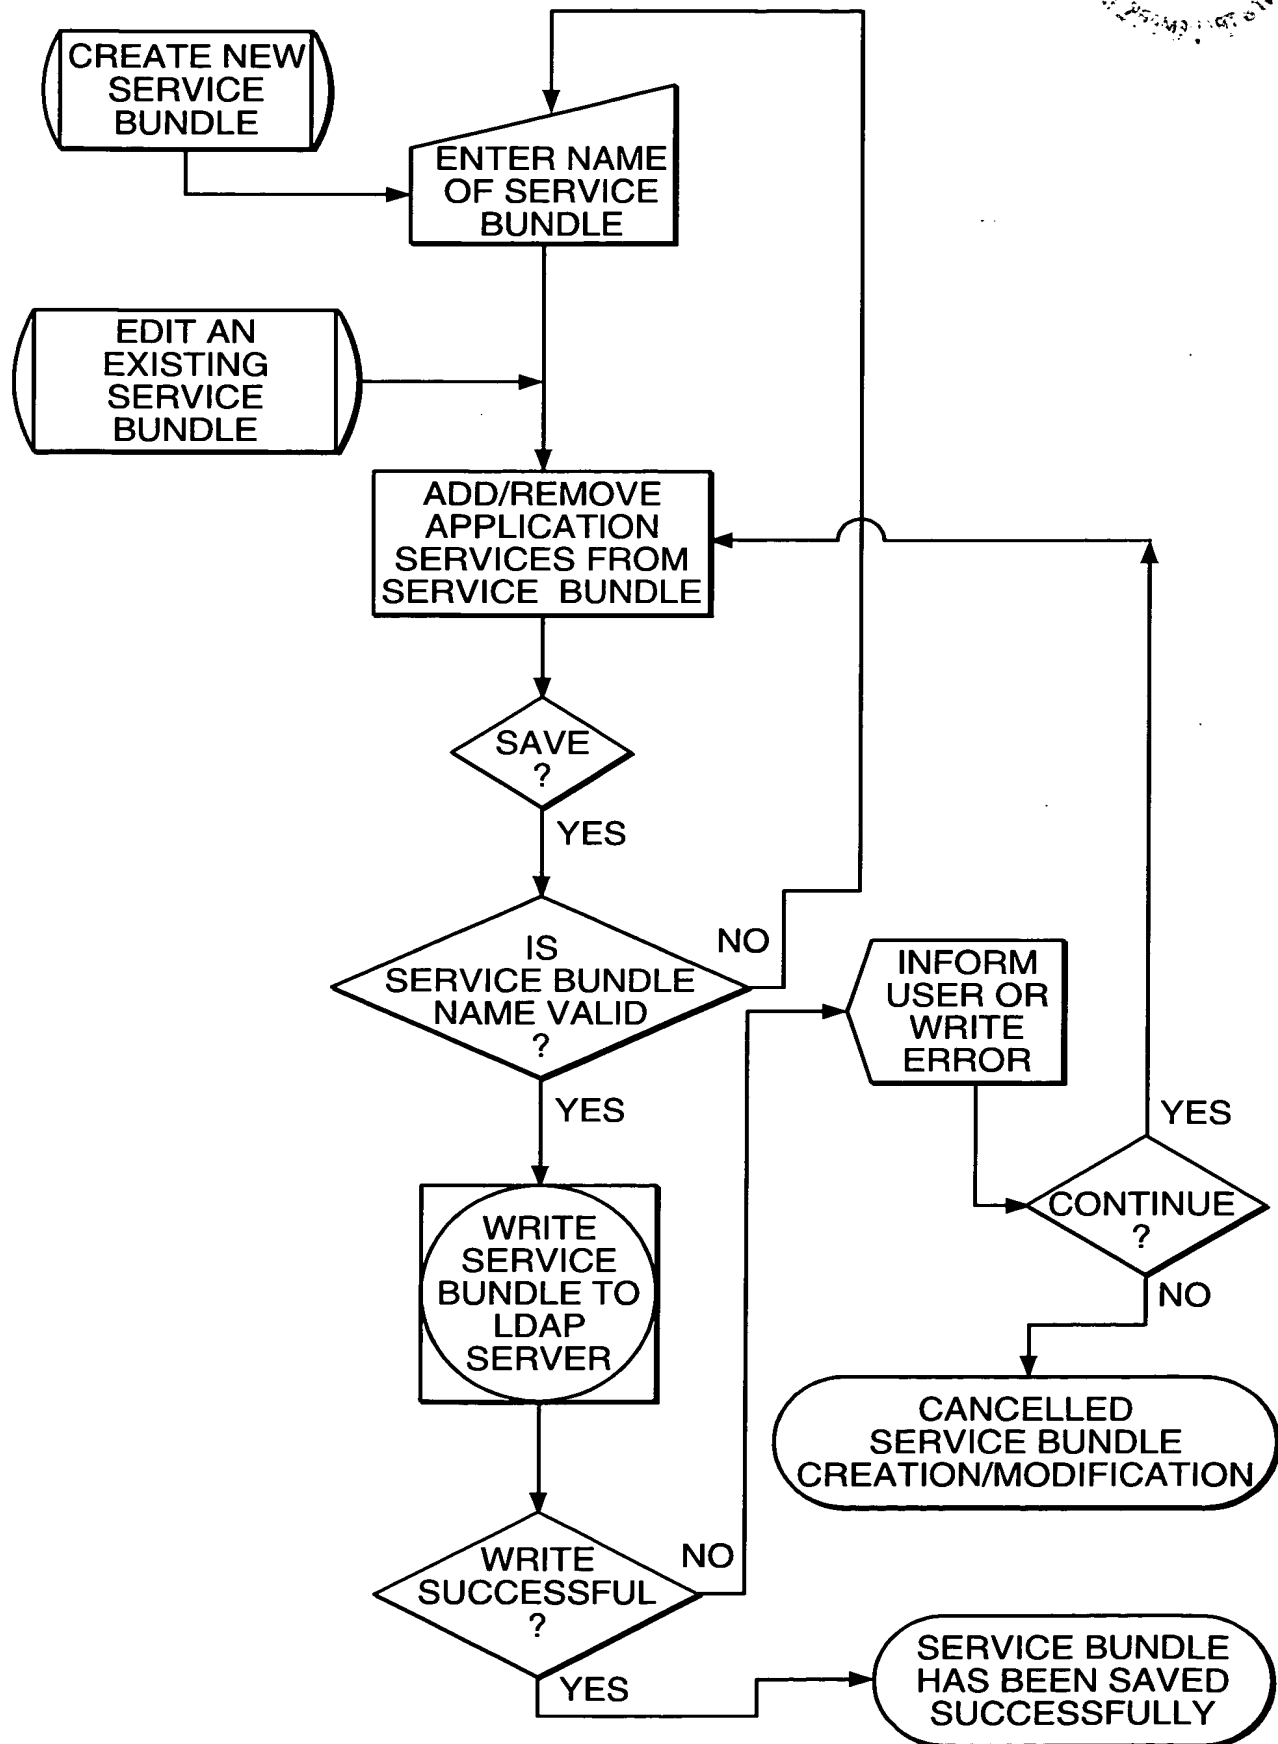 CREATE NEW
SERVICE
BUNDLE
ENTER NAME
OF SERVICE
BUNDLE
EDIT AN
EXISTING
SERVICE
BUNDLE
ADD/REMOVE
APPLICATION
SERVICES FROM
SERVICE BUNDLE
SAVE
?
YES
IS
SERVICE BUNDLE
NAME VALID
?
NO
YES
INFORM
USER OR
WRITE
ERROR
YES
CONTINUE
?
NO
WRITE
SERVICE
BUNDLE TO
LDAP
SERVER
CANCELLED
SERVICE BUNDLE
CREATION/MODIFICATION
WRITE
SUCCESSFUL
?
NO
YES
SERVICE BUNDLE
HAS BEEN SAVED
SUCCESSFULLY